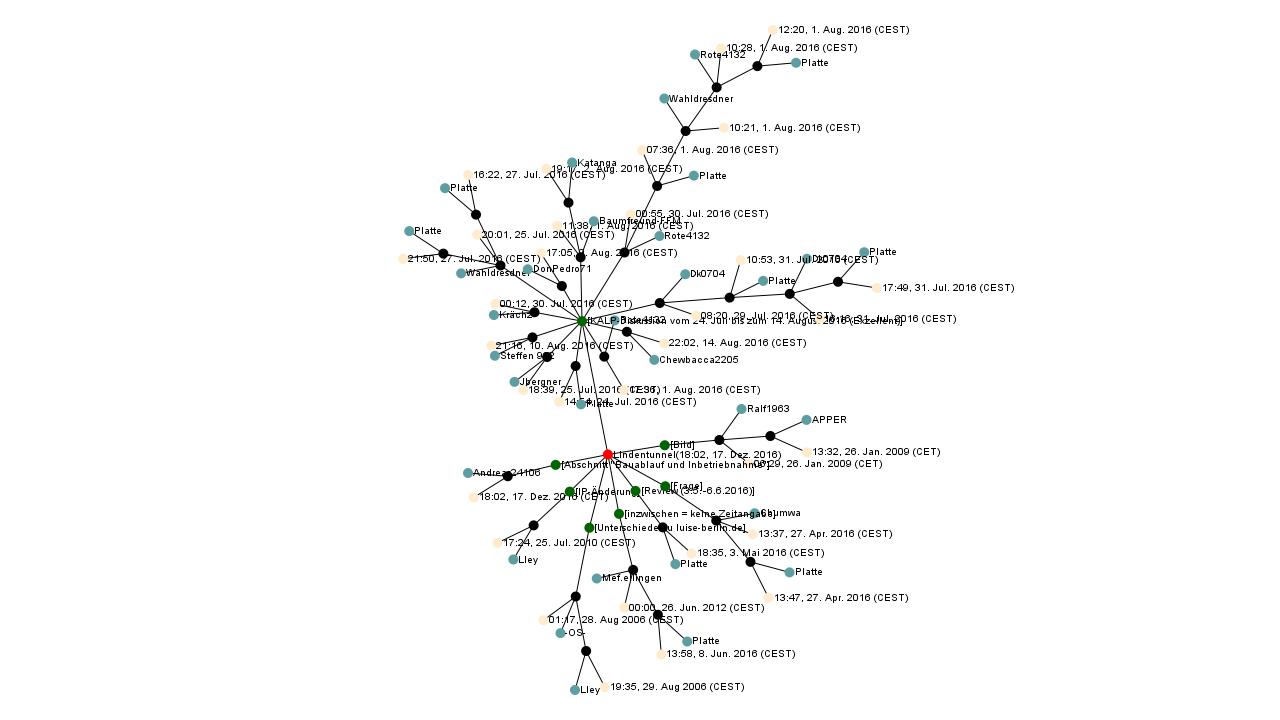 12:20, 1. Aug. 2016 (CEST)
10:28, 1. Aug. 2016 (CEST)
Rote4132
Platte
Wahldresdner
10:21, 1. Aug. 2016 (CEST)
07:36, 1. Aug. 2016 (CEST)
Katanga
2. Aug. 2016 (CEST)
16:22, 27. Jul. 2016 (CEST)
Platte
Platte
00:55, 30. Jul. 2016 (CEST)
Baumfreund-FFM
11:38, 1. Aug. 2016 (CEST)
Platte
20:01, 25. Jul. 2016 (CEST)
Rote4132
17:05, Aug. 2016 (CEST)
Platte
21:50, 27. Jul. 2016 (CEST)
10:53, 31. Jul. 2016 (CEST)
Dk0704
DonPedro71
Wahldresdner
Dk0704
Platte
17:49, 31. Jul. 2016 (CEST)
00:12, 30. Jul. 2016 (CEST)
Krächz
08:20, 29. Jul. 2016 (CEST)
31. Jul. 2016 (CEST)
[KALP-Diskussion vom 24. Juni bis zum 14. August 2016 (Exzellent)]
Rote4132
22:02, 14. Aug. 2016 (CEST)
21:16, 10. Aug. 2016 (CEST)
Steffen 962
Chewbacca2205
Jbergner
18:39, 25. Jul. 2016 (CEST)
1. Aug. 2016 (CEST)
24. Jul. 2016 (CEST)
Platte
Ralf1963
APPER
[Bild]
13:32, 26. Jan. 2009 (CET)
Lindentunnel(18:02, 17. Dez. 2016)
26. Jan. 2009 (CET)
[Abschnitt "Bauablauf und Inbetriebnahme"]
Andrea 24106
[Frage]
[IP-Änderung]
[Review (3.5.-6.6.2016)]
18:02, 17. Dez. 2016 (CET)
[inzwischen = keine Zeitangabe]
Chumwa
[Unterschiede zu luise-berlin.de]
13:37, 27. Apr. 2016 (CEST)
17:24, 25. Jul. 2010 (CEST)
18:35, 3. Mai 2016 (CEST)
Lley
Platte
Platte
Mef.ellingen
13:47, 27. Apr. 2016 (CEST)
00:00, 26. Jun. 2012 (CEST)
01:17, 28. Aug 2006 (CEST)
-OS-
Platte
13:58, 8. Jun. 2016 (CEST)
Lley
19:35, 29. Aug 2006 (CEST)